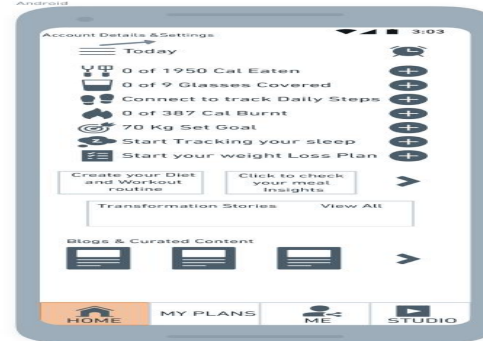 Android
Account Details &Settings
3:03
Today
0 of 1950 Cal Eaten
0 of 9 Glasses Covered
Connect to track Daily Steps
0 of 387 Cal Burnt
70 Kg Set Goal
Z
Start Tracking your sleep
Start your weight Loss Plan
Create your Diet
and Workout
routine
Click to check
your meal
Insights
Transformation Stories View All
Blogs & Curated Content
HOME
MY PLANS
ME
STUDIO